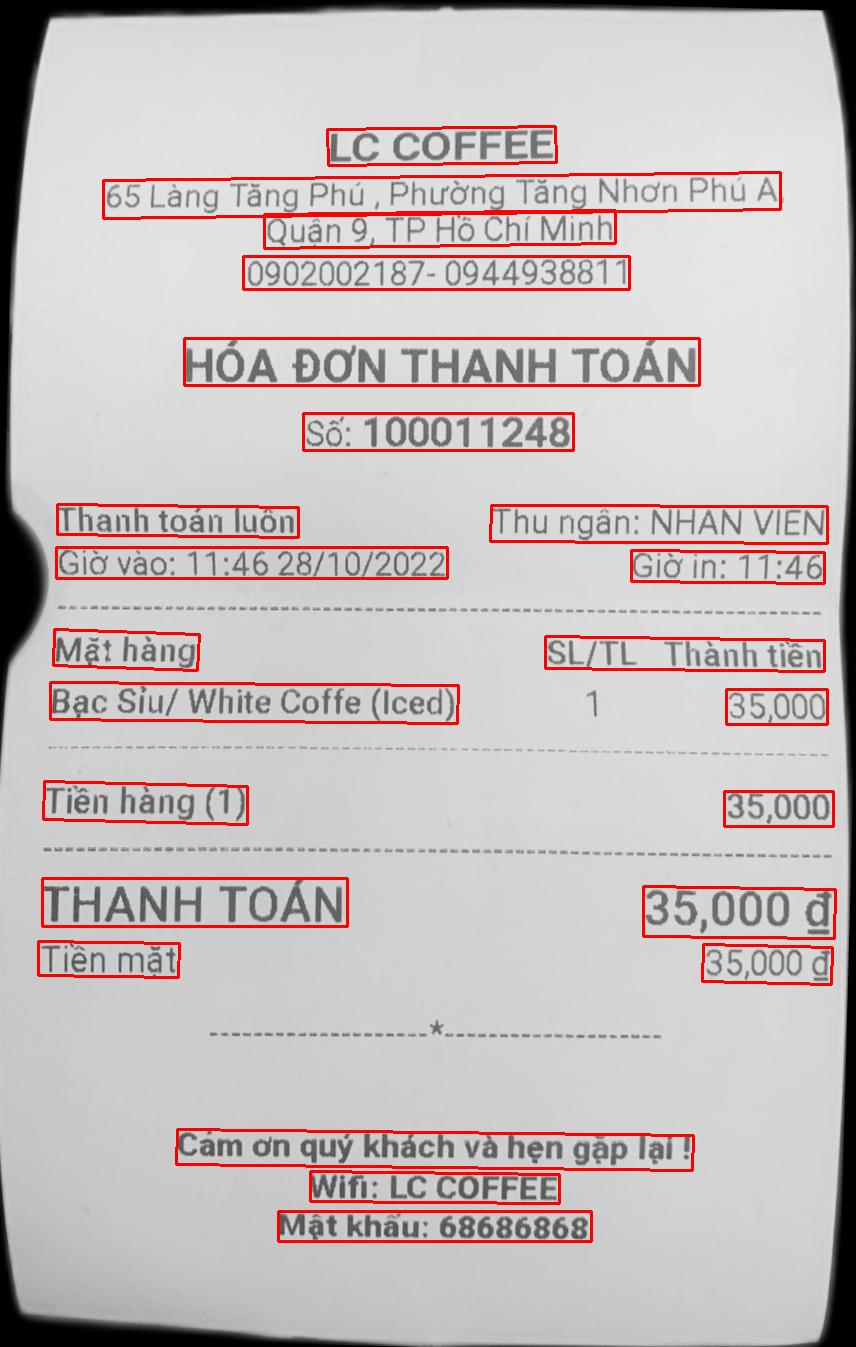 LC COFFEE
65 Làng Tăng Phú , Phường Tăng Nhơn Phú A,
Quận 9, TP Hồ Chí Minh
0902002187- 0944938811
HÓA ĐƠN THANH TOÁN
Số: 100011248
Thanh toán luôn Thu ngân: NHAN VIEN
Giờ vào: 11:46 28/10/2022 Giờ in: 11:46
Mặt hàng SL/TL Thành tiền
Bạc Sỉu/ White Coffe (Iced) 1 35,000
Tiền hàng (1) 35,000
THANH TOÁN 35,000 đ
Tiền mặt 35,000 đ
--------------------*--------------------
Cảm ơn quý khách và hẹn gặp lại !
Wifi: LC COFFEE
Mật khẩu: 68686868